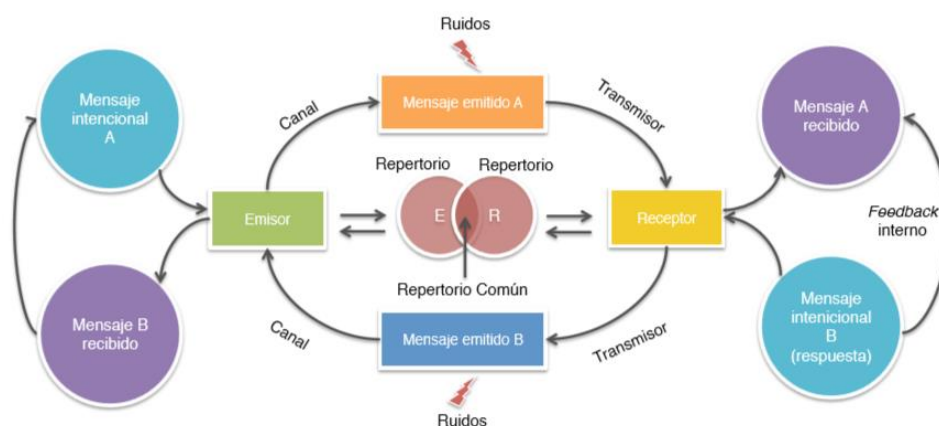 Ruidos
Mensaje
intencional
A
Canal
Mensaje emitido A
Transmisor
Mensaje A
recibido
Repertorio
Repertorio
Emisor
E
R
Receptor
Feedback
interno
Repertorio Común
Mensaje B
recibido
Canal
Mensaje emitido B
Transmisor
Mensaje
intenicional
B
(respuesta)
Ruidos